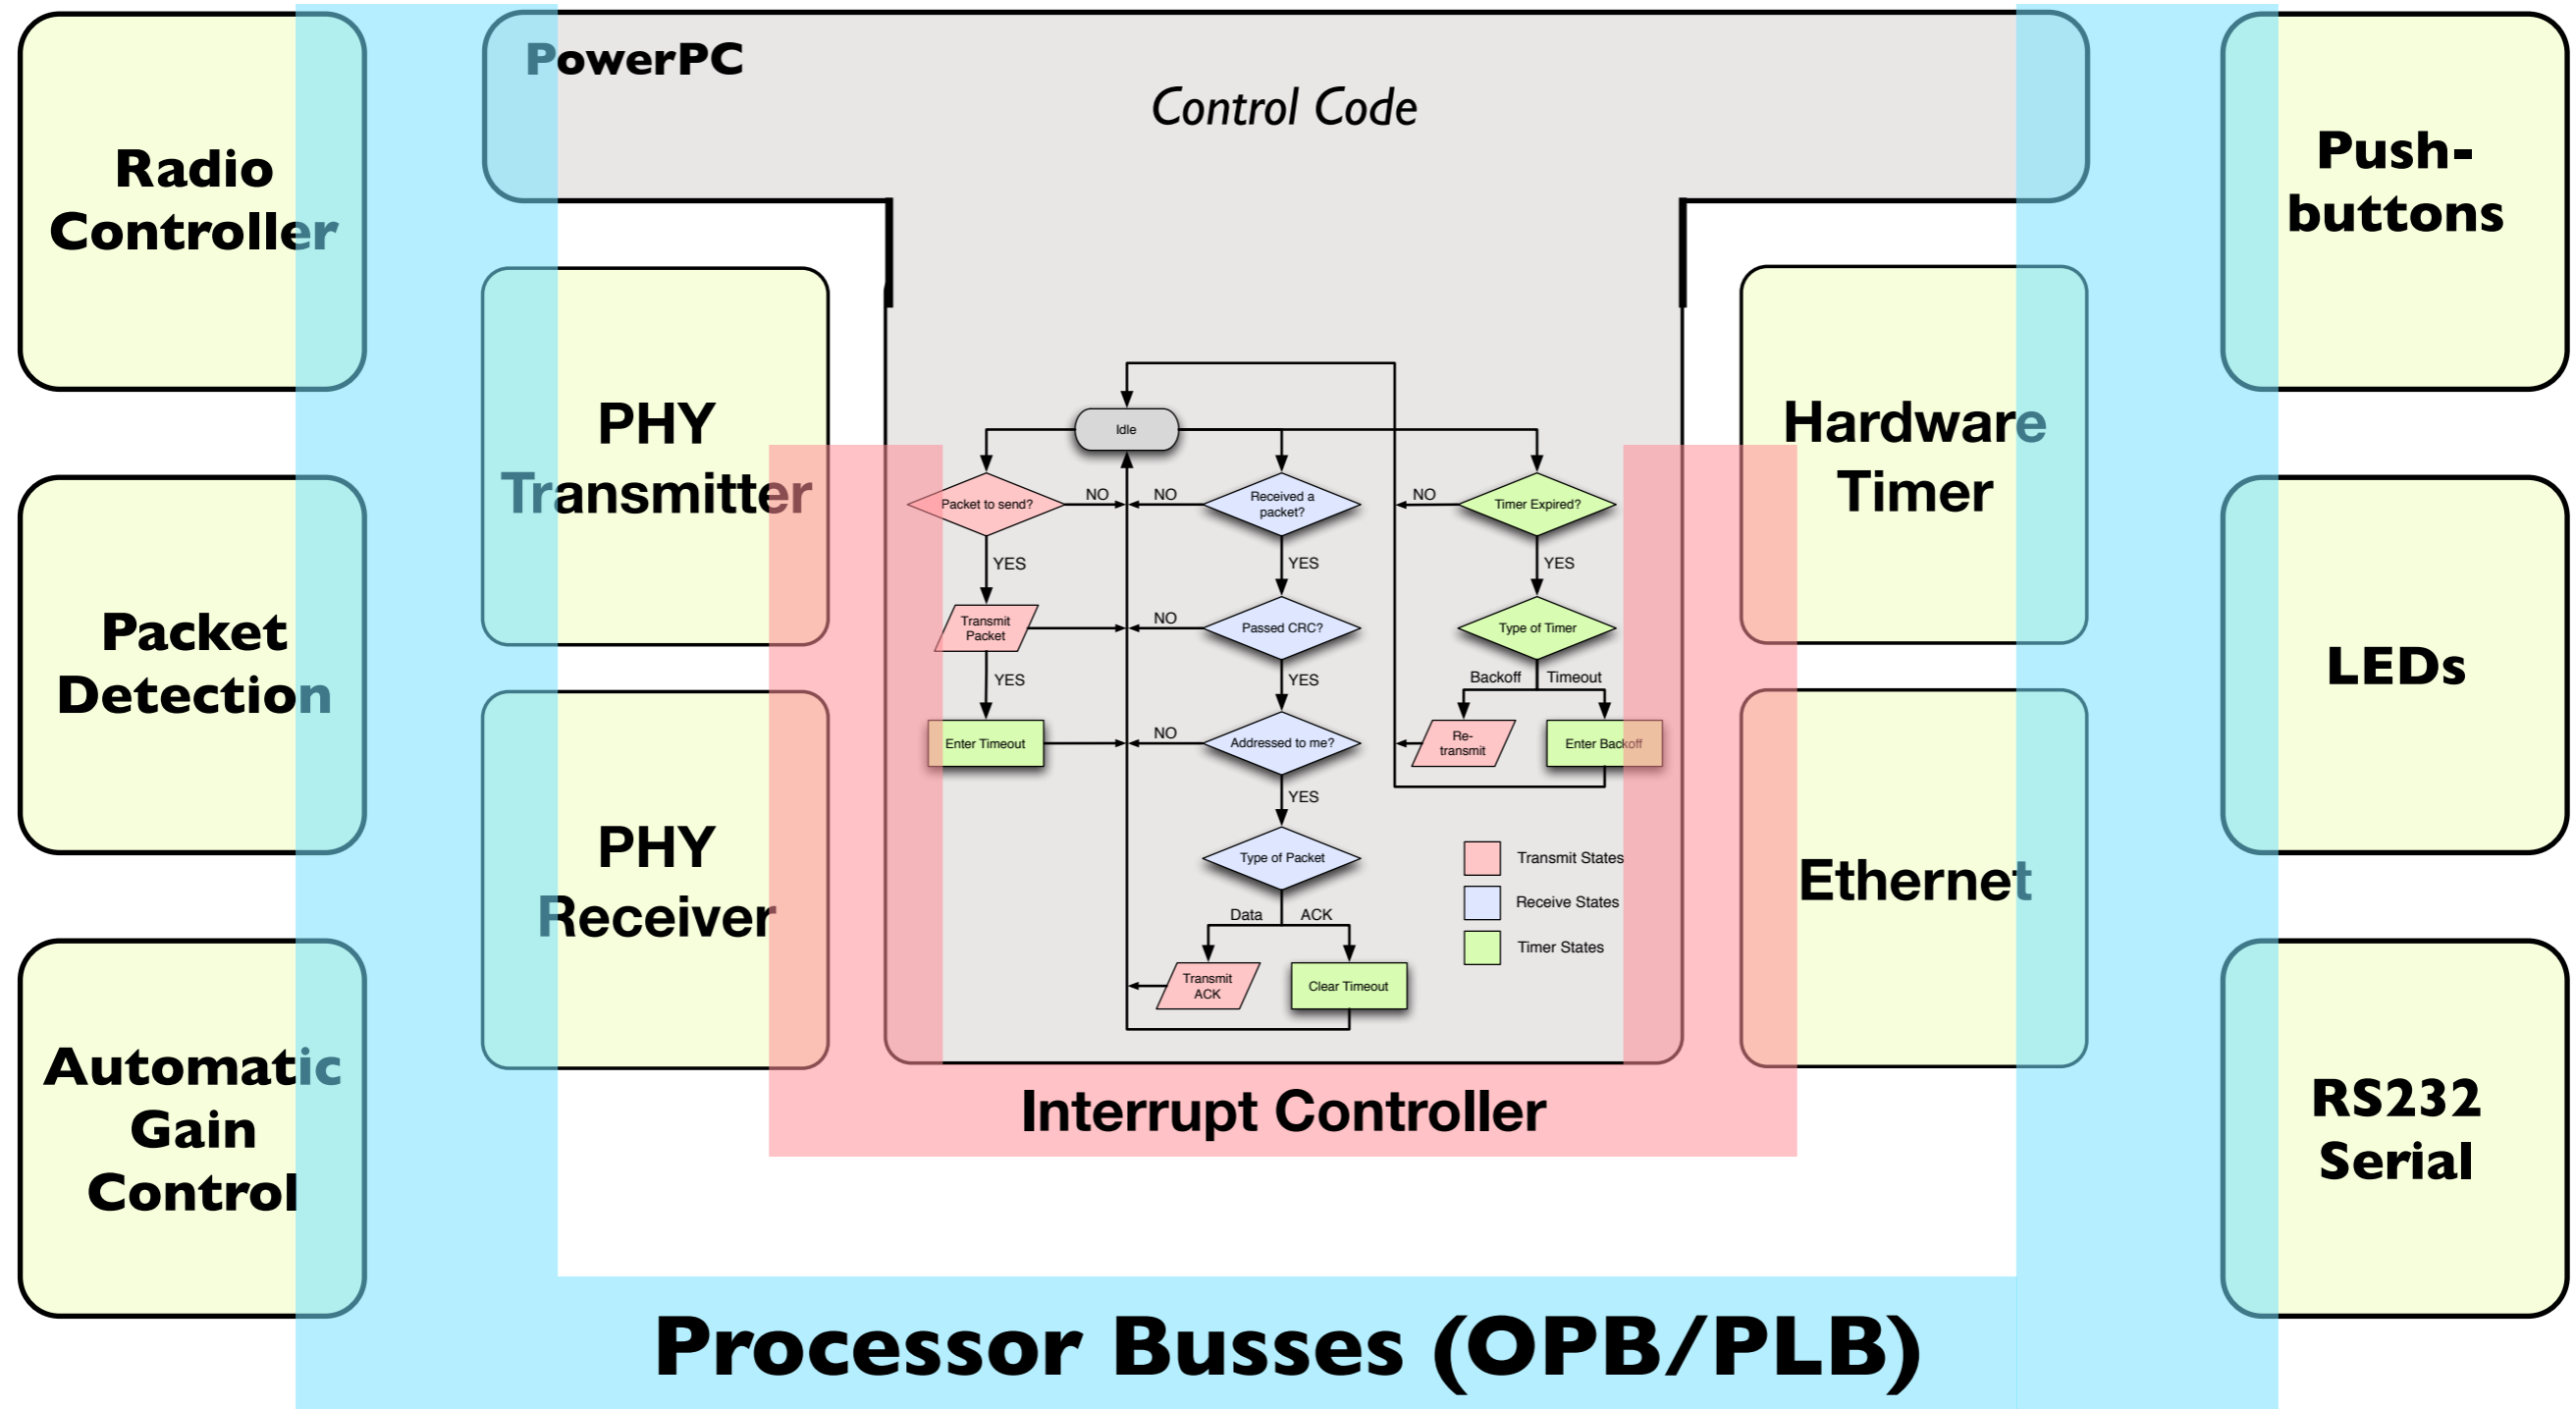 PowerPC
Control Code
Radio
Controller
Packet
Detection
Automatic
Gain
Control
PHY
Transmitter
PHY
Receiver
Idle
Packet to send?
NO
YES
Transmit
Packet
YES
Enter Timeout
NO
Received a
packet?
YES
NO
Passed CRC?
YES
NO
Addressed to me?
YES
Type of Packet
Data
ACK
Transmit
ACK
Clear Timeout
NO
Timer Expired?
YES
Type of Timer
Backoff
Timeout
Re-
transmit
Enter Backoff
Transmit States
Receive States
Timer States
Hardware
Timer
Ethernet
Push-
buttons
LEDs
RS232
Serial
Interrupt Controller
Processor Busses (OPB/PLB)